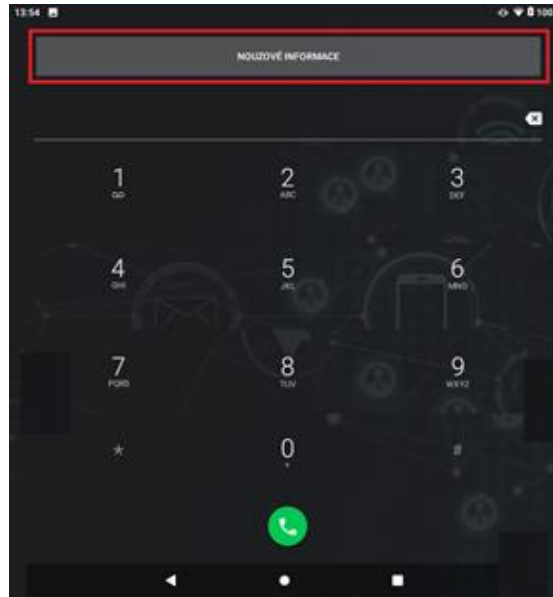 13:54 100
NOUZOVÉ INFORMACE
1 2 3
ABC DEF
4 5 6
GHI JKL MNO
7 8 9
PQRS TUV WXYZ
* 0 #
+